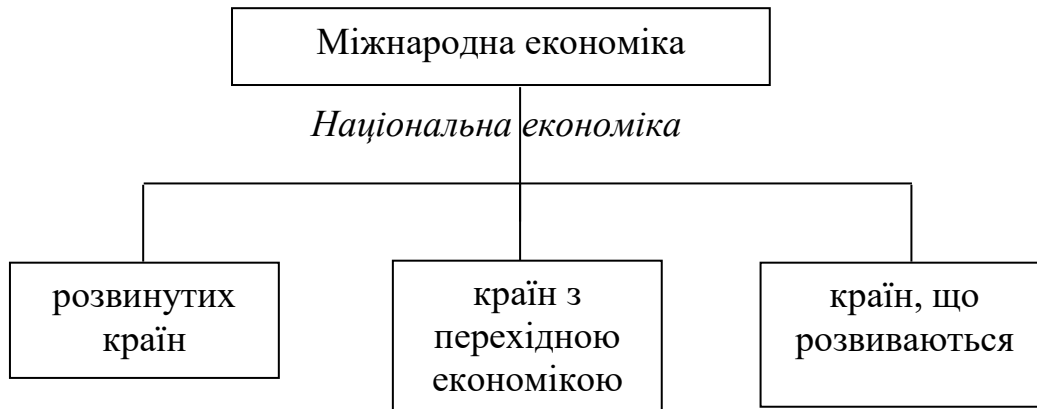 Міжнародна економіка
Національна економіка
розвинутих
країн
країн з
перехідною
економікою
країн, що
розвиваються